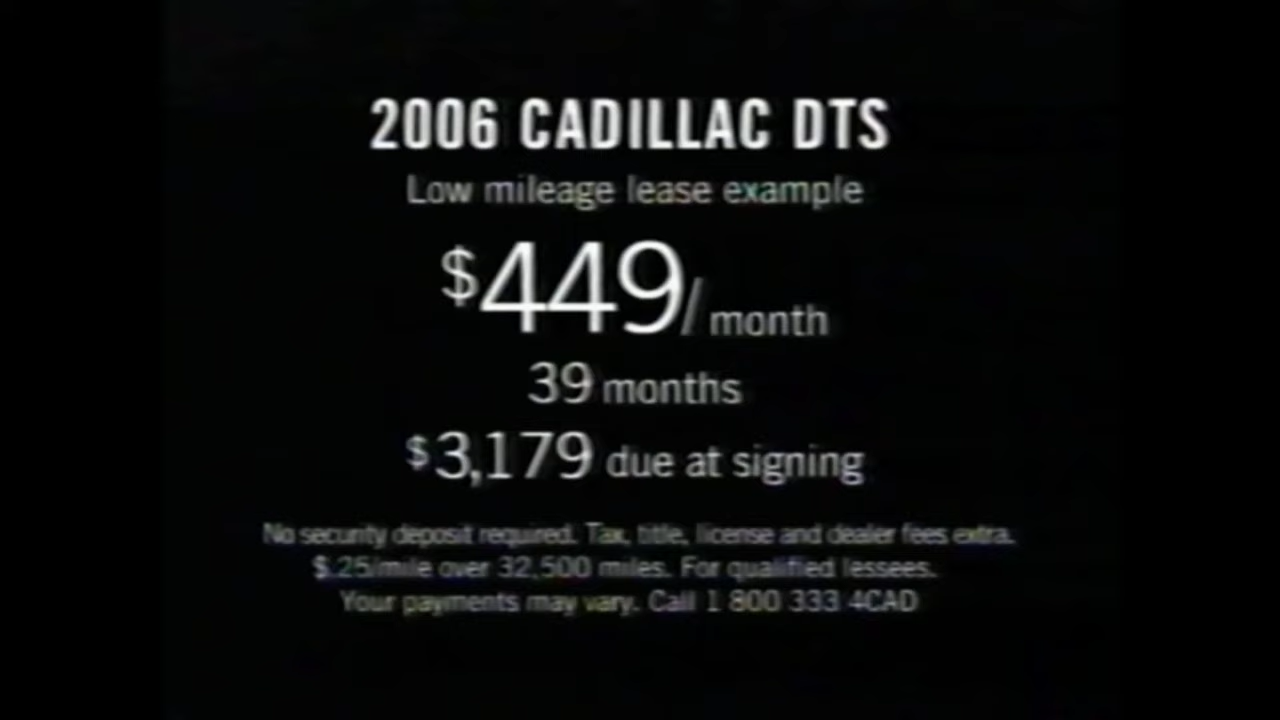 2006 CADILLAC DTS
Low mileage lease example
$449/month
39 months
$3,179 due at signing
No security deposit required. Tax, title, license and dealer fees extra.
$.25/mile over 32,500 miles. For qualified lessees.
Your payments may vary. Call 1 800 333 4CAD